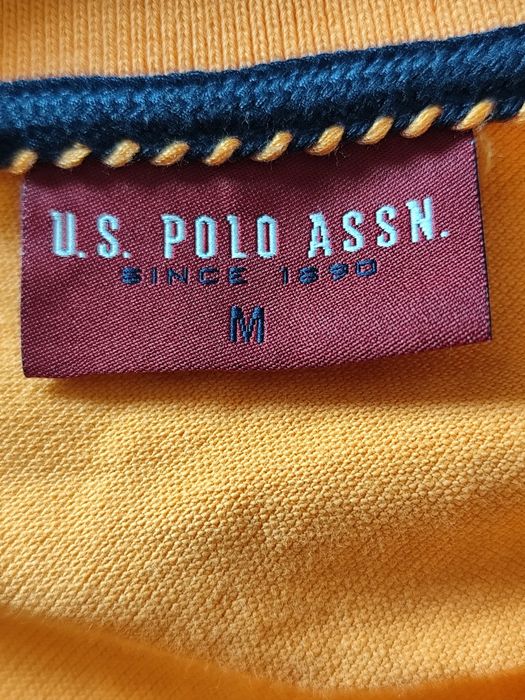 U.S. POLO ASSN.
SINCE 1890
M